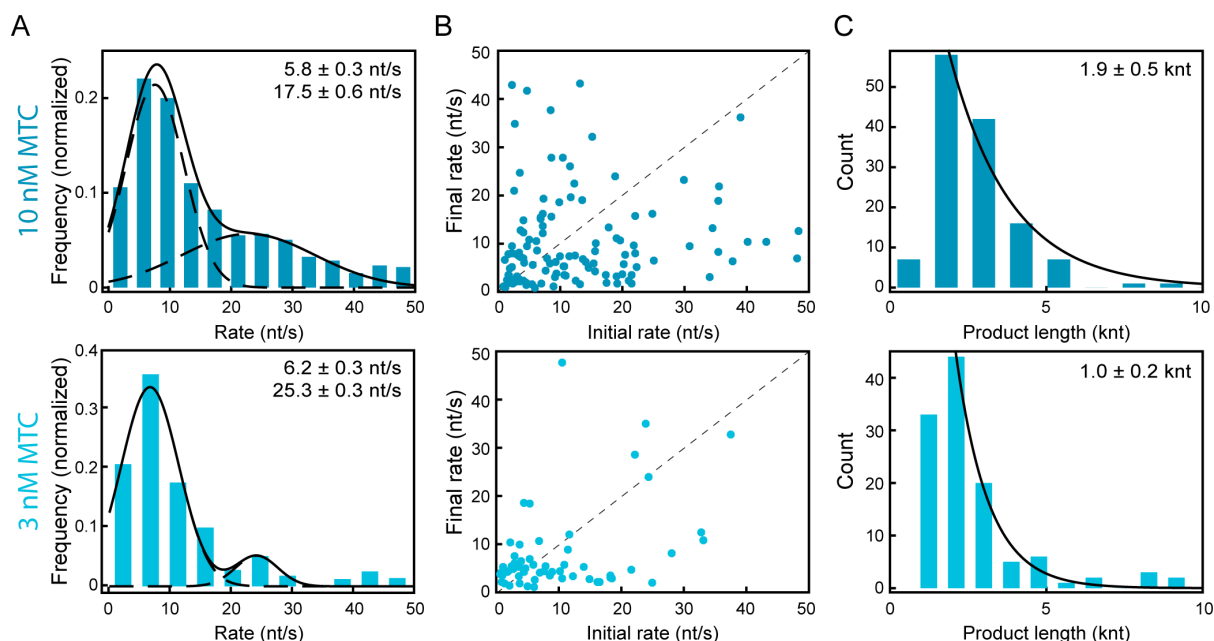 A
B
C
10 nM MTC
Frequency (normalized)
0.2
0.1
0
5.8 ± 0.3 nt/s
17.5 ± 0.6 nt/s
0 10 20 30 40 50
Rate (nt/s)
Final rate (nt/s)
50
40
30
20
10
0
0 10 20 30 40 50
Initial rate (nt/s)
Count
50
40
30
20
10
0
1.9 ± 0.5 knt
0 5 10
Product length (knt)
3 nM MTC
Frequency (normalized)
0.4
0.3
0.2
0.1
0
6.2 ± 0.3 nt/s
25.3 ± 0.3 nt/s
0 10 20 30 40 50
Rate (nt/s)
Final rate (nt/s)
50
40
30
20
10
0
0 10 20 30 40 50
Initial rate (nt/s)
Count
40
20
0
1.0 ± 0.2 knt
0 5 10
Product length (knt)